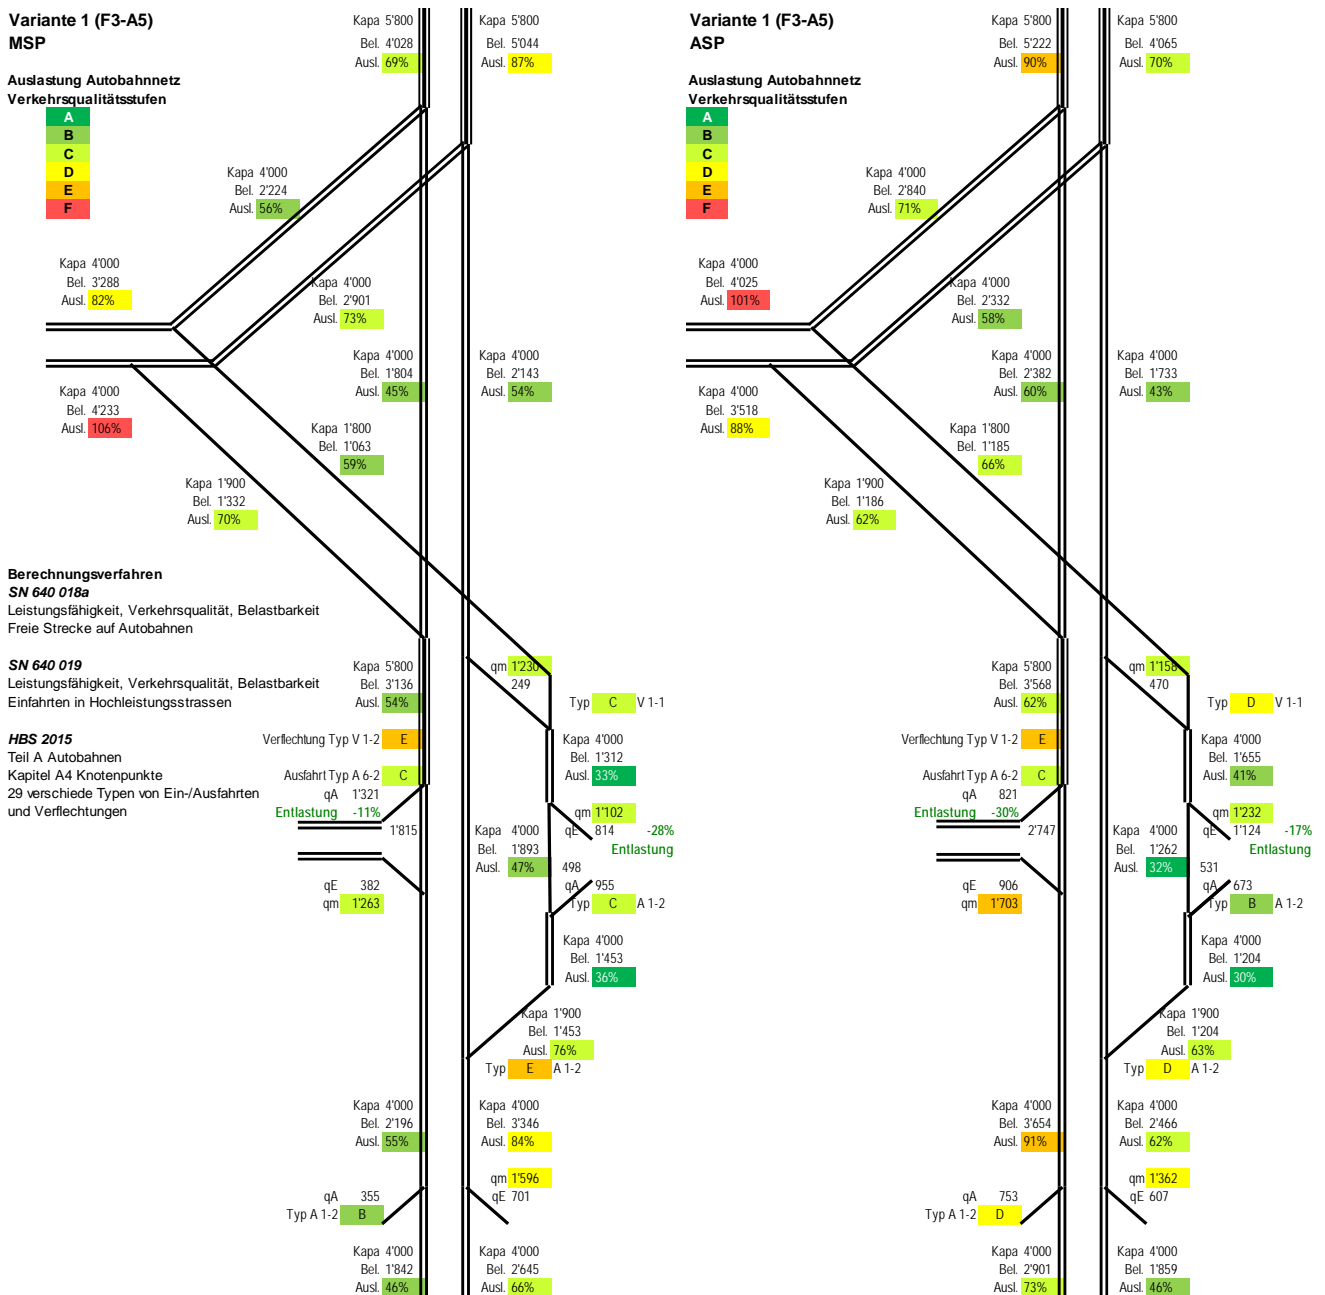 Variante 1 (F3-A5)
MSP
Kapa 5'800
Bel. 4'028
Ausl. 69%
Kapa 5'800
Bel. 5'044
Ausl. 87%
Auslastung Autobahnnetz
Verkehrsqualitätsstufen
A
B
C
D
E
F
Kapa 4'000
Bel. 2'224
Ausl. 56%
Kapa 4'000
Bel. 3'288
Ausl. 82%
Kapa 4'000
Bel. 2'901
Ausl. 73%
Kapa 4'000
Bel. 1'804
Ausl. 45%
Kapa 4'000
Bel. 2'143
Ausl. 54%
Kapa 4'000
Bel. 4'233
Ausl. 106%
Kapa 1'800
Bel. 1'063
59%
Kapa 1'900
Bel. 1'332
Ausl. 70%
Berechnungsverfahren
SN 640 018a
Leistungsfähigkeit, Verkehrsqualität, Belastbarkeit
Freie Strecke auf Autobahnen
SN 640 019
Leistungsfähigkeit, Verkehrsqualität, Belastbarkeit
Einfahrten in Hochleistungsstrassen
HBS 2015
Teil A Autobahnen
Kapitel A4 Knotenpunkte
29 verschiede Typen von Ein-/Ausfahrten
und Verflechtungen
Kapa 5'800
Bel. 3'136
Ausl. 54%
qm 1'230
249
Typ C V 1-1
Verflechtung Typ V 1-2 E
Kapa 4'000
Bel. 1'312
Ausl. 33%
Ausfahrt Typ A 6-2 C
qA 1'321
Entlastung -11%
1'815
qm 1'102
qE 814 -28%
Entlastung
Kapa 4'000
Bel. 1'893
Ausl. 47%
498
qE 382
qm 1'263
qA 955
Typ C A 1-2
Kapa 4'000
Bel. 1'453
Ausl. 36%
Kapa 1'900
Bel. 1'453
Ausl. 76%
Typ E A 1-2
Kapa 4'000
Bel. 2'196
Ausl. 55%
Kapa 4'000
Bel. 3'346
Ausl. 84%
qm 1'596
qE 701
qA 355
Typ A 1-2 B
Kapa 4'000
Bel. 1'842
Ausl. 46%
Kapa 4'000
Bel. 2'645
Ausl. 66%
Variante 1 (F3-A5)
ASP
Kapa 5'800
Bel. 5'222
Ausl. 90%
Kapa 5'800
Bel. 4'065
Ausl. 70%
Auslastung Autobahnnetz
Verkehrsqualitätsstufen
A
B
C
D
E
F
Kapa 4'000
Bel. 2'840
Ausl. 71%
Kapa 4'000
Bel. 4'025
Ausl. 101%
Kapa 4'000
Bel. 2'332
Ausl. 58%
Kapa 4'000
Bel. 2'382
Ausl. 60%
Kapa 4'000
Bel. 1'733
Ausl. 43%
Kapa 4'000
Bel. 3'518
Ausl. 88%
Kapa 1'800
Bel. 1'185
66%
Kapa 1'900
Bel. 1'186
Ausl. 62%
Kapa 5'800
Bel. 3'568
Ausl. 62%
qm 1'158
470
Typ D V 1-1
Verflechtung Typ V 1-2 E
Kapa 4'000
Bel. 1'655
Ausl. 41%
Ausfahrt Typ A 6-2 C
qA 821
Entlastung -30%
2'747
qm 1'232
qE 1'124 -17%
Entlastung
Kapa 4'000
Bel. 1'262
Ausl. 32%
531
qE 906
qm 1'703
qA 673
Typ B A 1-2
Kapa 4'000
Bel. 1'204
Ausl. 30%
Kapa 1'900
Bel. 1'204
Ausl. 63%
Typ D A 1-2
Kapa 4'000
Bel. 3'654
Ausl. 91%
Kapa 4'000
Bel. 2'466
Ausl. 62%
qm 1'362
qE 607
qA 753
Typ A 1-2 D
Kapa 4'000
Bel. 2'901
Ausl. 73%
Kapa 4'000
Bel. 1'859
Ausl. 46%